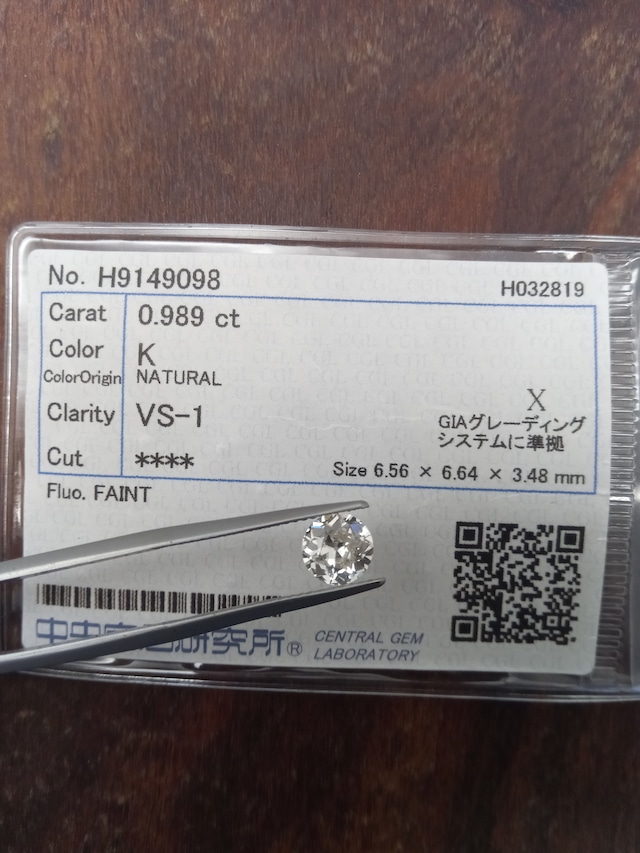 No. H9149098
H032819
Carat 0.989 ct
Color K
ColorOrigin NATURAL
Clarity VS-1
X
GIAグレーディング
システムに準拠
Cut ****
Size 6.56 × 6.64 × 3.48 mm
Fluo. FAINT
中央宝石研究所®
CENTRAL GEM
LABORATORY